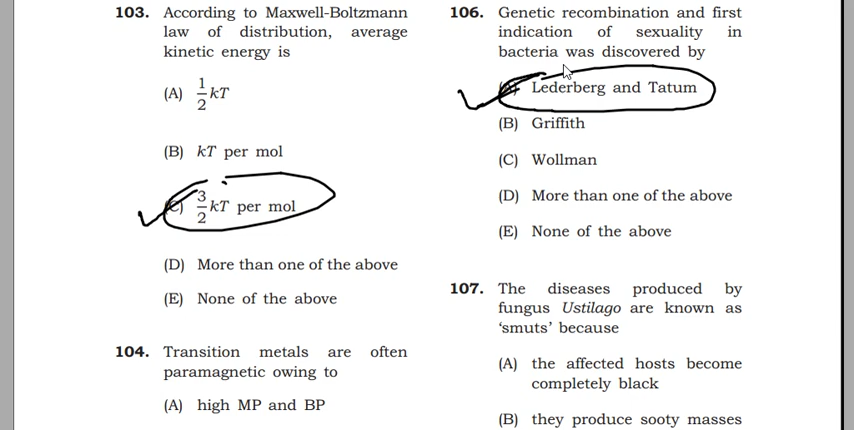 103. According to Maxwell-Boltzmann
law of distribution, average
kinetic energy is
(A) 1/2 kT
(B) kT per mol
(C) 3/2 kT per mol
(D) More than one of the above
(E) None of the above
104. Transition metals are often
paramagnetic owing to
(A) high MP and BP
106. Genetic recombination and first
indication of sexuality in
bacteria was discovered by
Lederberg and Tatum
(B) Griffith
(C) Wollman
(D) More than one of the above
(E) None of the above
107. The diseases produced by
fungus Ustilago are known as
‘smuts’ because
(A) the affected hosts become
completely black
(B) they produce sooty masses